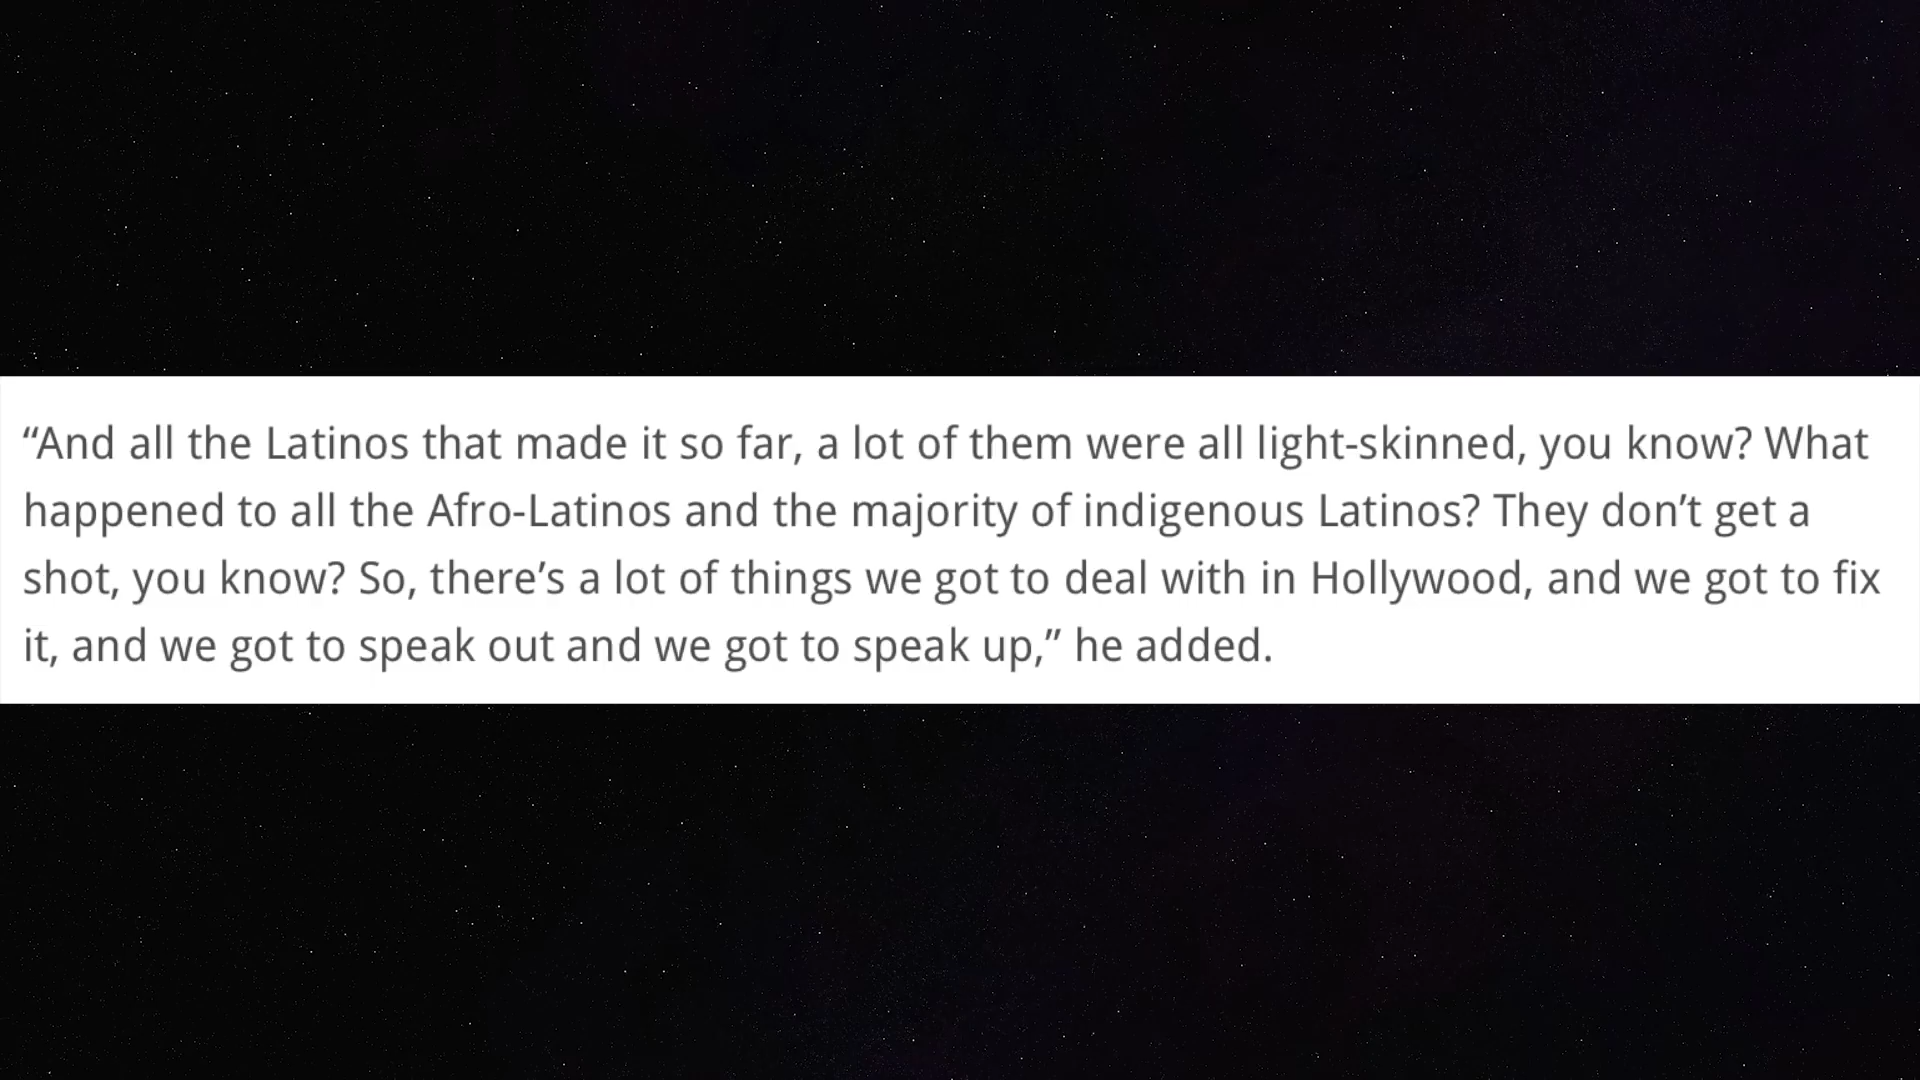 “And all the Latinos that made it so far, a lot of them were all light-skinned, you know? What
happened to all the Afro-Latinos and the majority of indigenous Latinos? They don’t get a
shot, you know? So, there’s a lot of things we got to deal with in Hollywood, and we got to fix
it, and we got to speak out and we got to speak up,” he added.